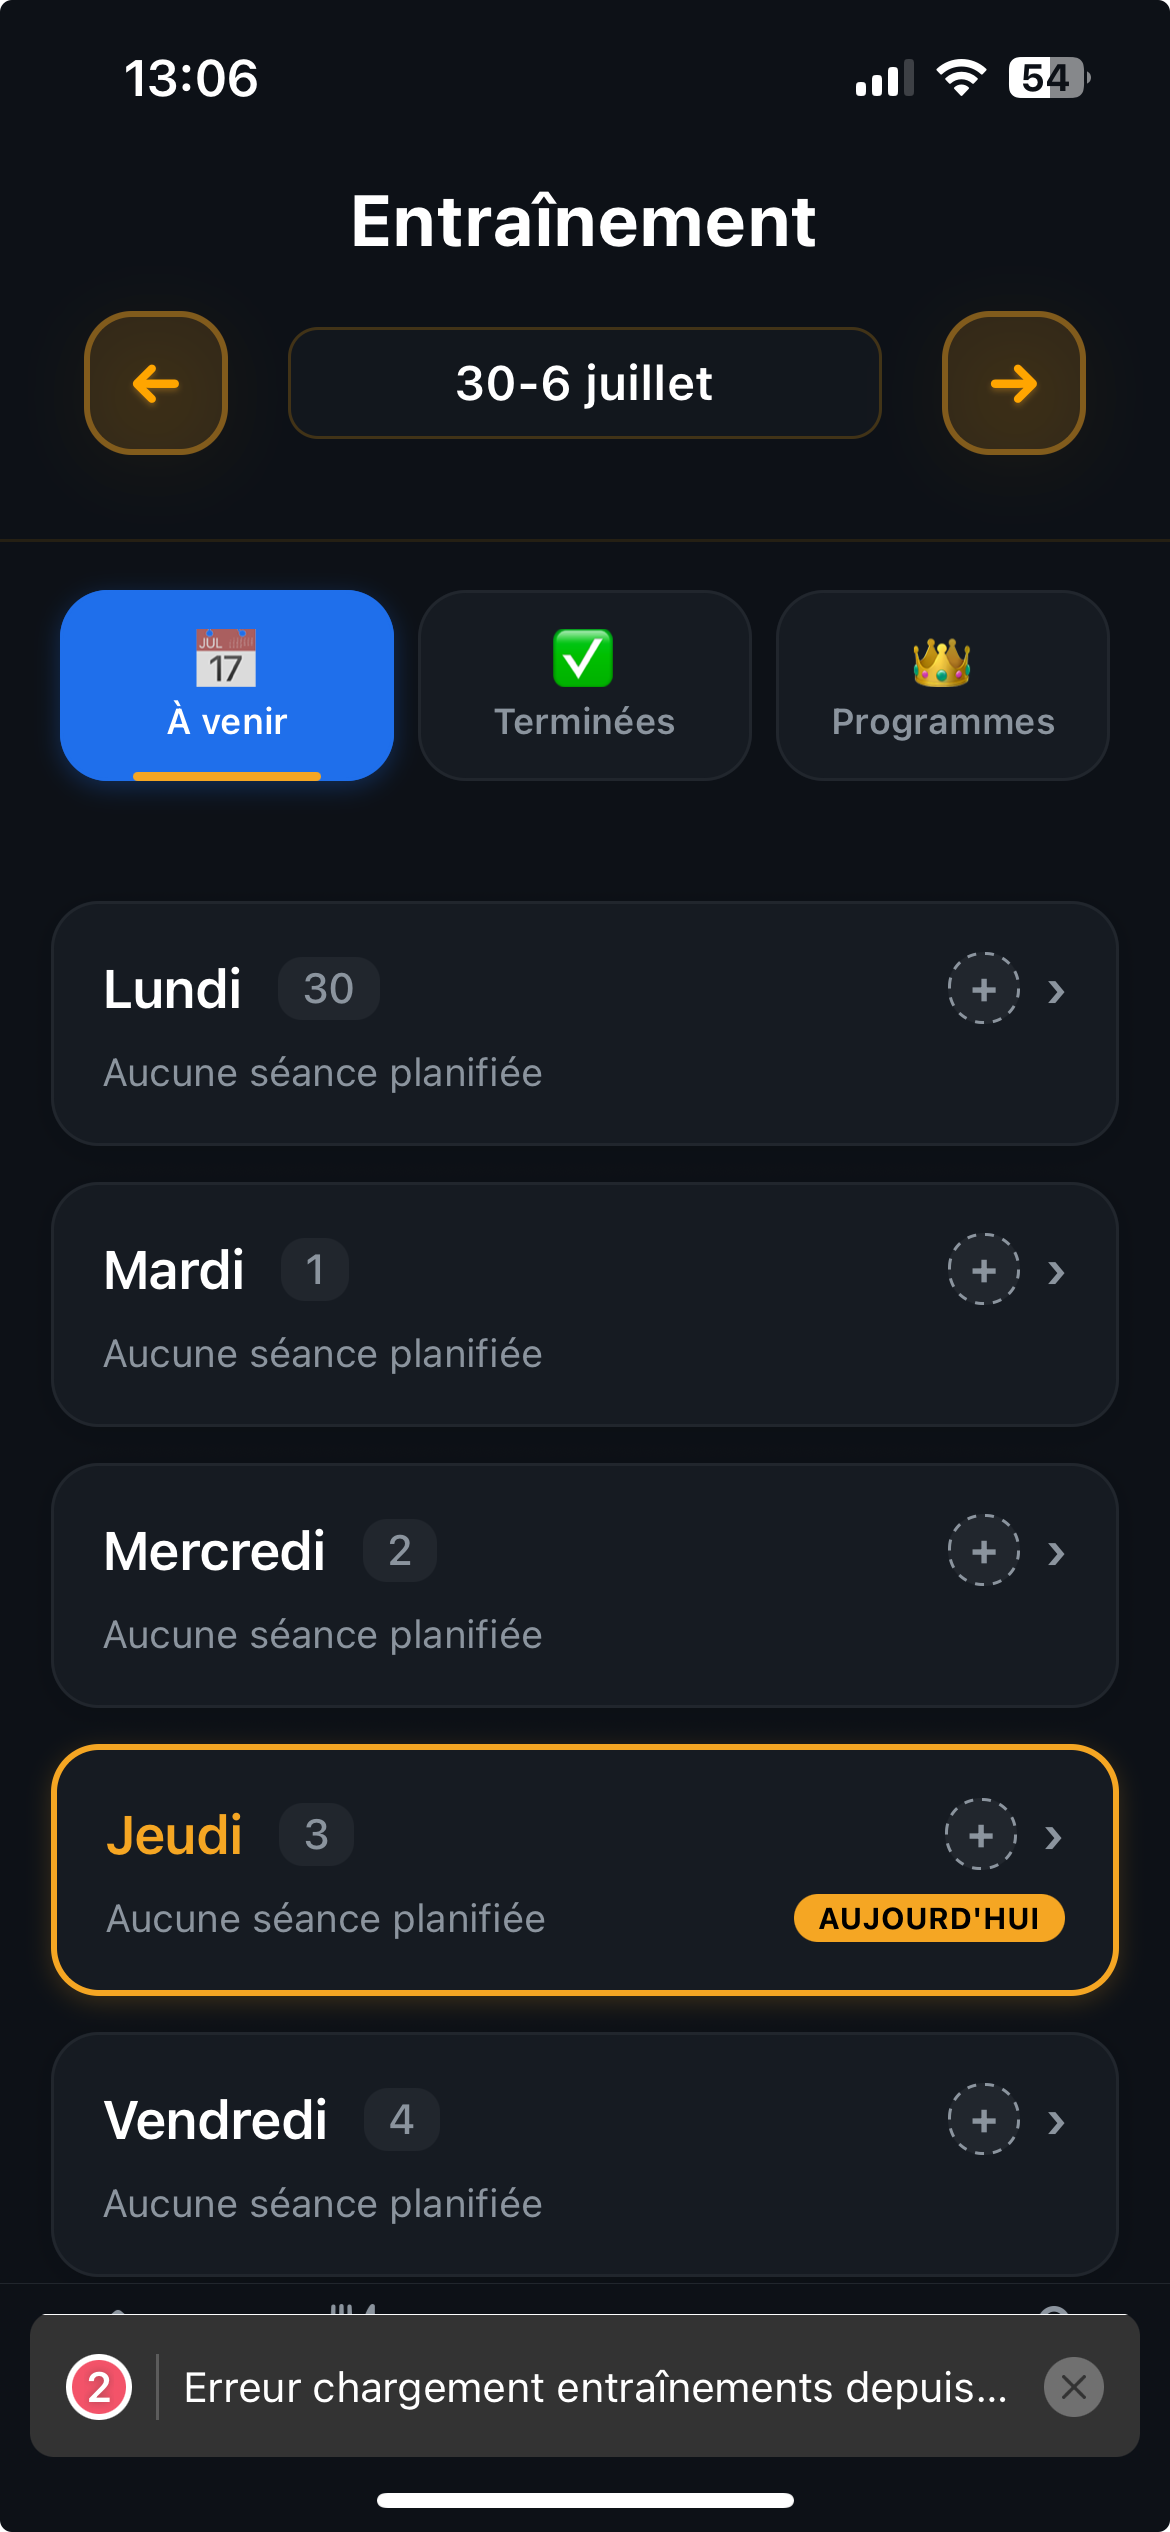 13:06
54
Entraînement
← 30-6 juillet →
JUL
17
À venir
Terminées
Programmes
Lundi 30 + ›
Aucune séance planifiée
Mardi 1 + ›
Aucune séance planifiée
Mercredi 2 + ›
Aucune séance planifiée
Jeudi 3 + ›
Aucune séance planifiée AUJOURD'HUI
Vendredi 4 + ›
Aucune séance planifiée
2 Erreur chargement entraînements depuis...